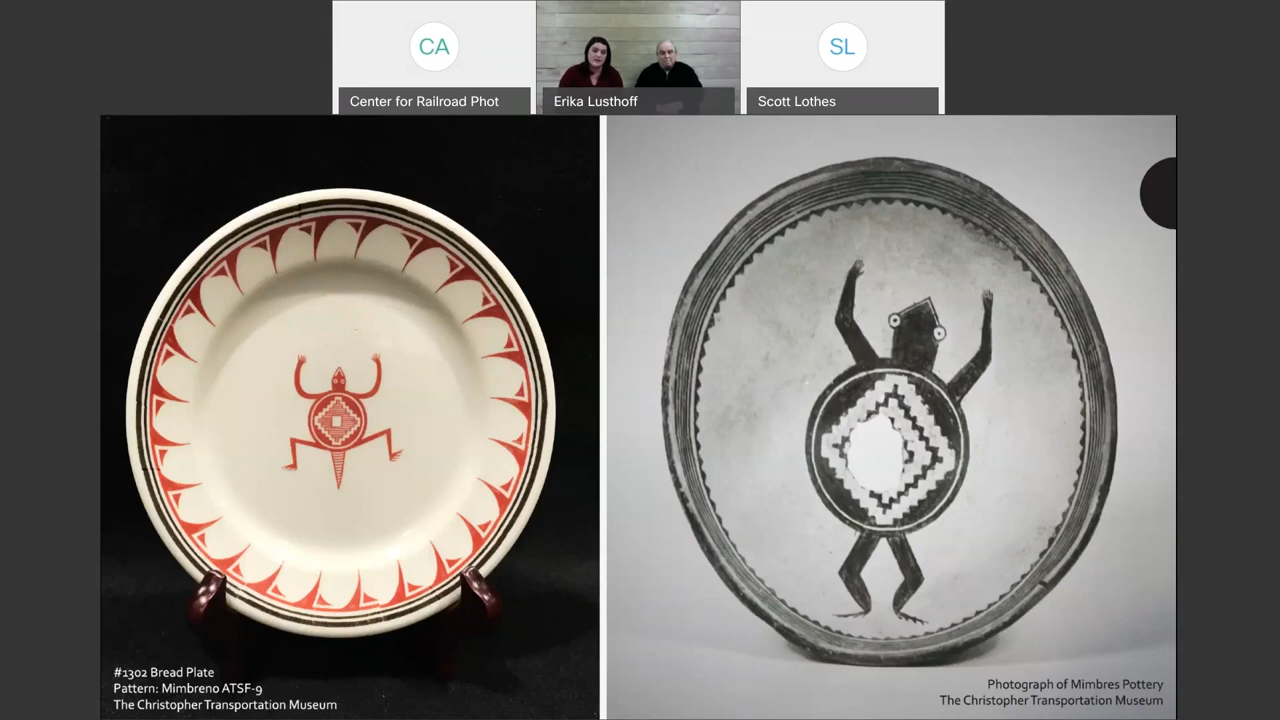 CA
Center for Railroad Phot
Erika Lusthoff
SL
Scott Lothes
#1302 Bread Plate
Pattern: Mimbreno ATSF-9
The Christopher Transportation Museum
Photograph of Mimbres Pottery
The Christopher Transportation Museum